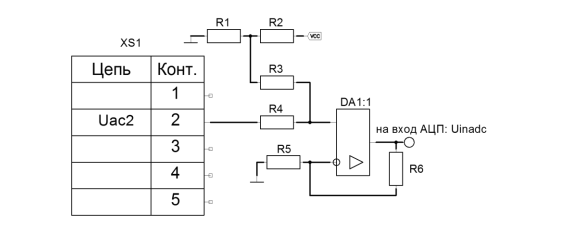 R1 R2
VCC
XS1
R3
Цепь Конт.
1
R4 DA1:1
Uac2 2
на вход АЦП: Uinadc
3
R5
4
R6
5